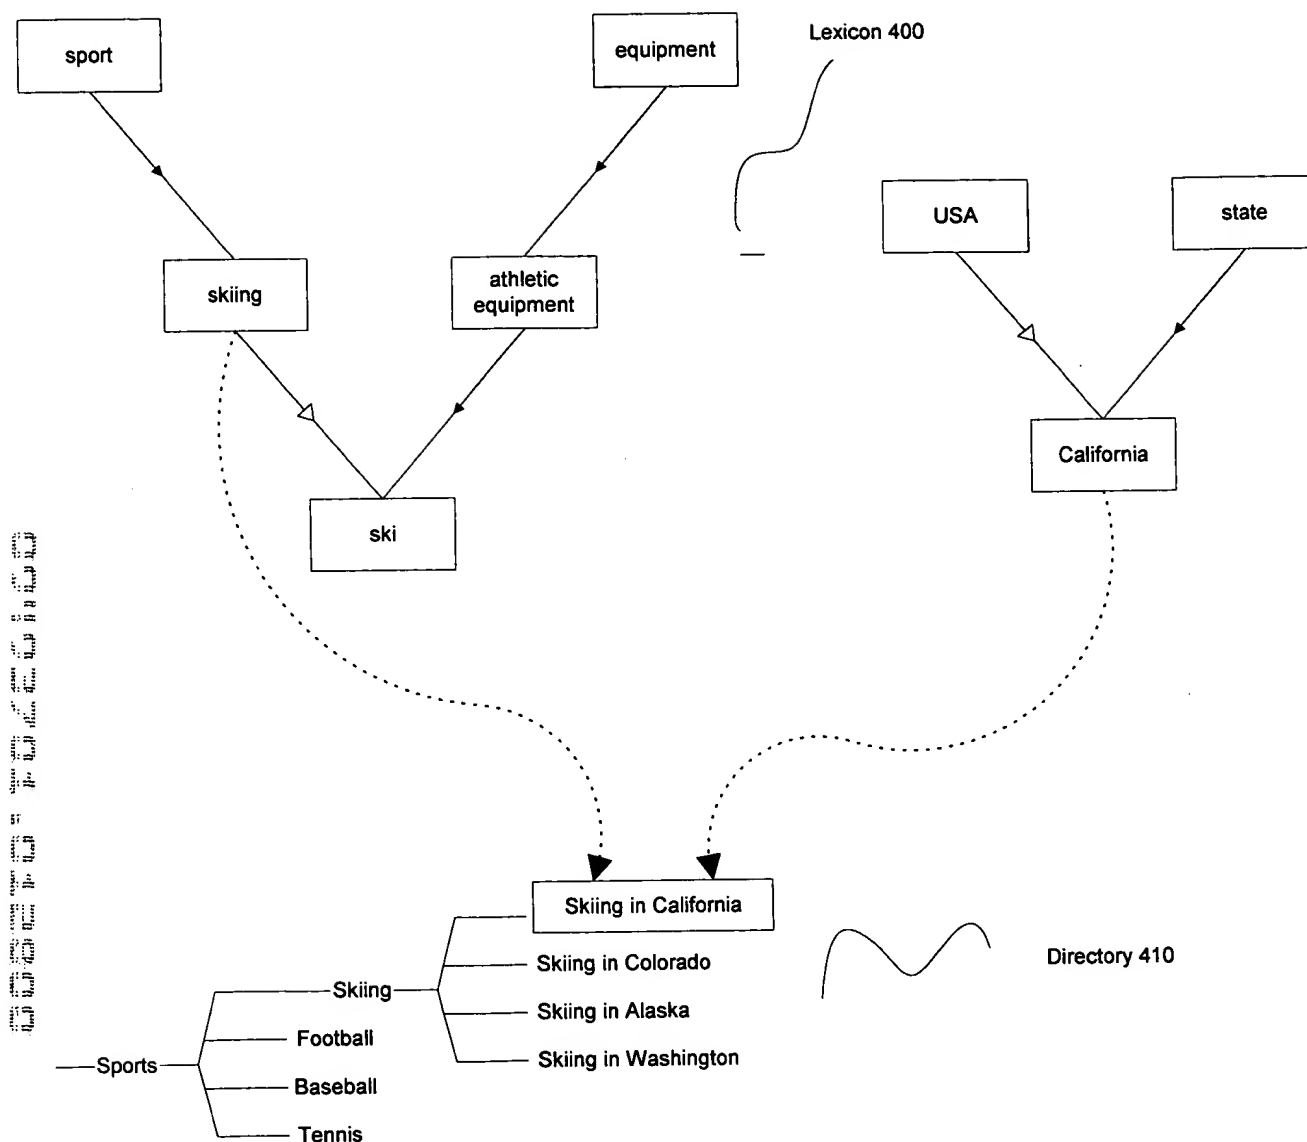 sport
equipment
Lexicon 400
USA
state
skiing
athletic
equipment
California
ski
Skiing in California
Directory 410
Skiing in Colorado
Skiing
Skiing in Alaska
Football
Skiing in Washington
Sports
Baseball
Tennis